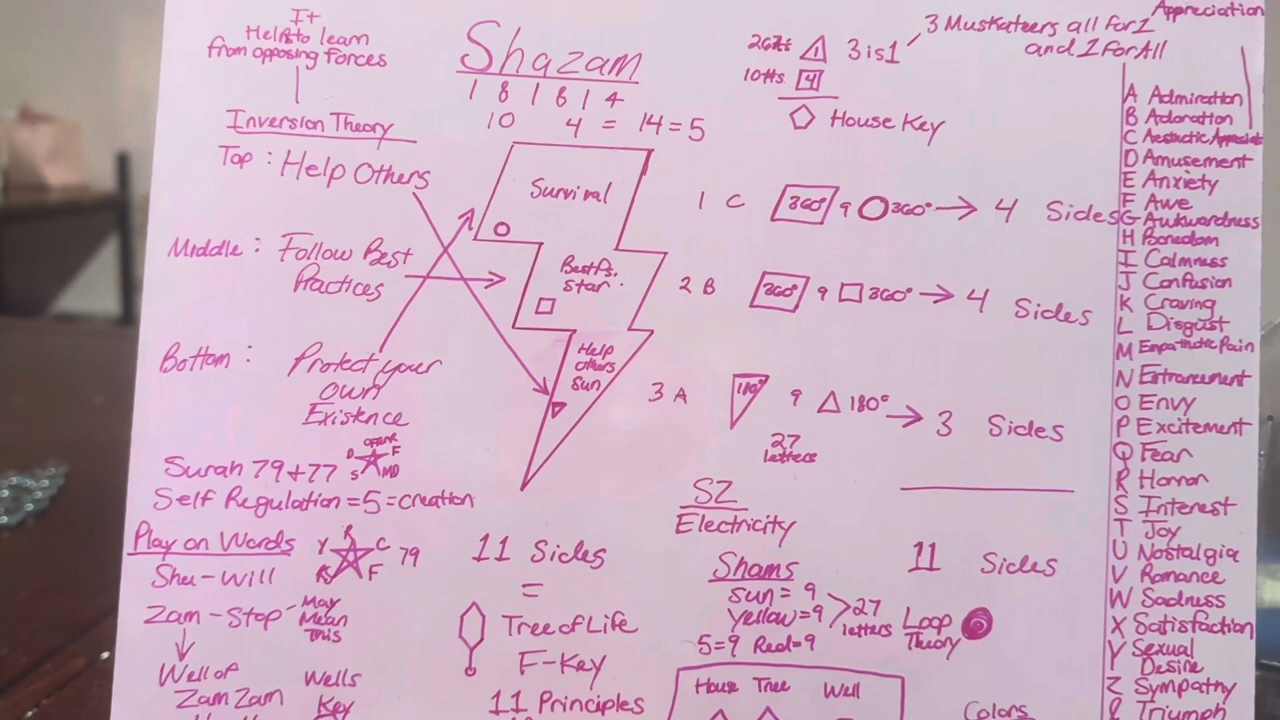 It
Helps to learn
from opposing forces
Inversion Theory
Top : Help Others
Middle : Follow Best
Practices
Bottom : Protect your
Own
Existence
Surah 79+77
D F
S MD
Self Regulation = 5 = creation
Play on Words
R
Y C 79
F
Sha - Will
Zam - Stop - May
Mean
This
Well of
Zam Zam
Wells
Key
Shazam
1 8 1 8 1 4
10 4 = 14 = 5
Survival
Best Ps.
star
Help
others
sun
11 Sides
=
Tree of Life
F-Key
11 Principles
1 3 is 1
3 Musketeers all for 1
and 1 For All
4
House Key
1 C 360° 9 360° → 4 Sides
2 B 360° 9 360° → 4 Sides
3 A 180° 9 180° → 3 Sides
27
letters
11 Sides
SZ
Electricity
Shams
sun = 9
yellow = 9
27
letters
5=9 Red=9
Loop
Theory
House Tree Well
Colors
Appreciation
A Admiration
B Adoration
C Aesthetic Appreciat
D Amusement
E Anxiety
F Awe
G Awkwardness
H Boredom
I Calmness
J Confusion
K Craving
L Disgust
M Empathetic Pain
N Entrancement
O Envy
P Excitement
Q Fear
R Horror
S Interest
T Joy
U Nostalgia
V Romance
W Sadness
X Satisfaction
Y Sexual
Desire
Z Sympathy
& Triumph